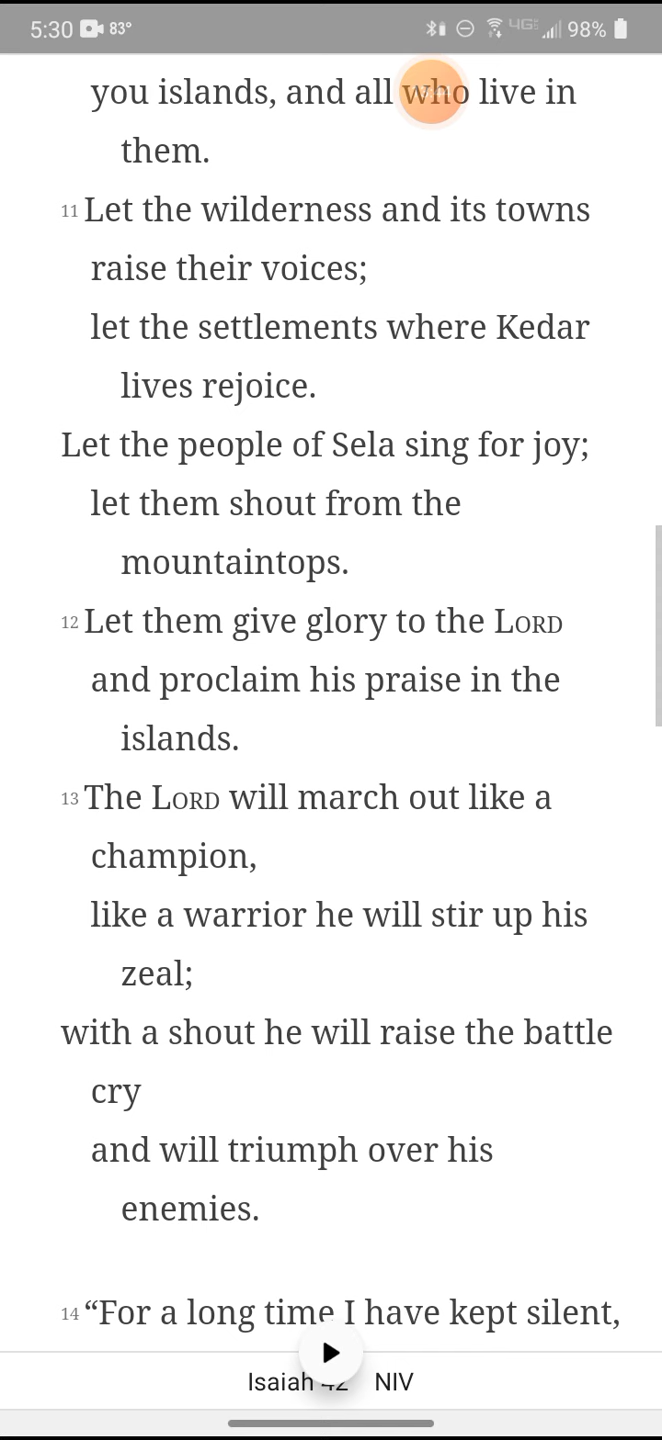 5:30 83° 4G 98%
you islands, and all who live in
them.
11 Let the wilderness and its towns
raise their voices;
let the settlements where Kedar
lives rejoice.
Let the people of Sela sing for joy;
let them shout from the
mountaintops.
12 Let them give glory to the LORD
and proclaim his praise in the
islands.
13 The LORD will march out like a
champion,
like a warrior he will stir up his
zeal;
with a shout he will raise the battle
cry
and will triumph over his
enemies.
14 “For a long time I have kept silent,
Isaiah 42 NIV